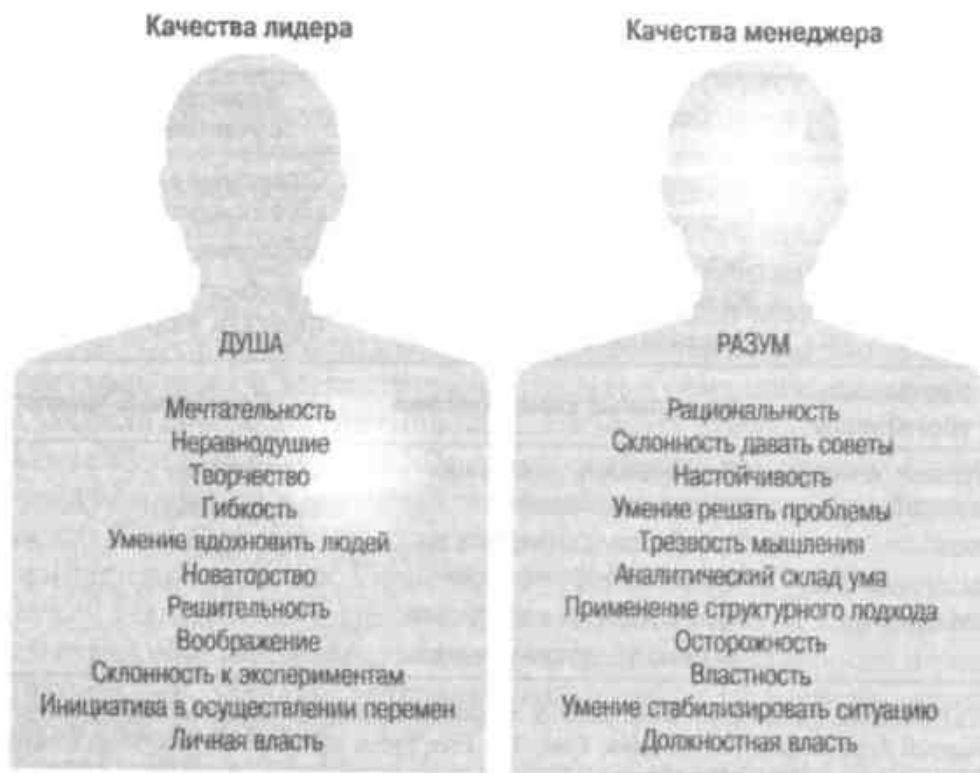 Качества лидера
ДУША
Мечтательность
Неравнодушие
Творчество
Гибкость
Умение вдохновить людей
Новаторство
Решительность
Воображение
Склонность к экспериментам
Инициатива в осуществлении перемен
Личная власть
Качества менеджера
РАЗУМ
Рациональность
Склонность давать советы
Настойчивость
Умение решать проблемы
Трезвость мышления
Аналитический склад ума
Применение структурного подхода
Осторожность
Властность
Умение стабилизировать ситуацию
Должностная власть